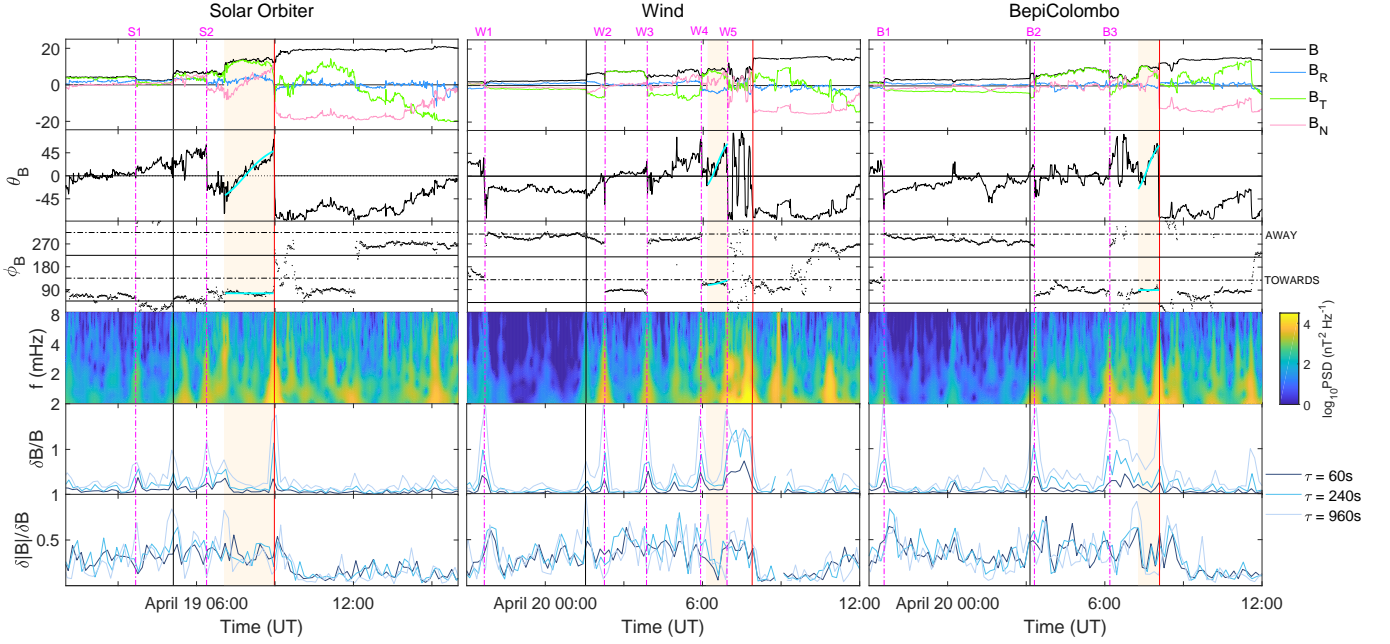 Solar Orbiter
Wind
BepiColombo
S1
S2
W1
W2
W3
W4
W5
B1
B2
B3
20
0
-20
B
B_R
B_T
B_N
θ_B
45
0
-45
ϕ_B
270
180
90
AWAY
TOWARDS
f (mHz)
8
4
2
log₁₀PSD (nT⁻² Hz⁻¹)
4
2
0
δB/B
2
1
τ = 60s
τ = 240s
τ = 960s
δ|B|/δB
1
0.5
April 19 06:00
12:00
April 20 00:00
6:00
12:00
April 20 00:00
6:00
12:00
Time (UT)
Time (UT)
Time (UT)